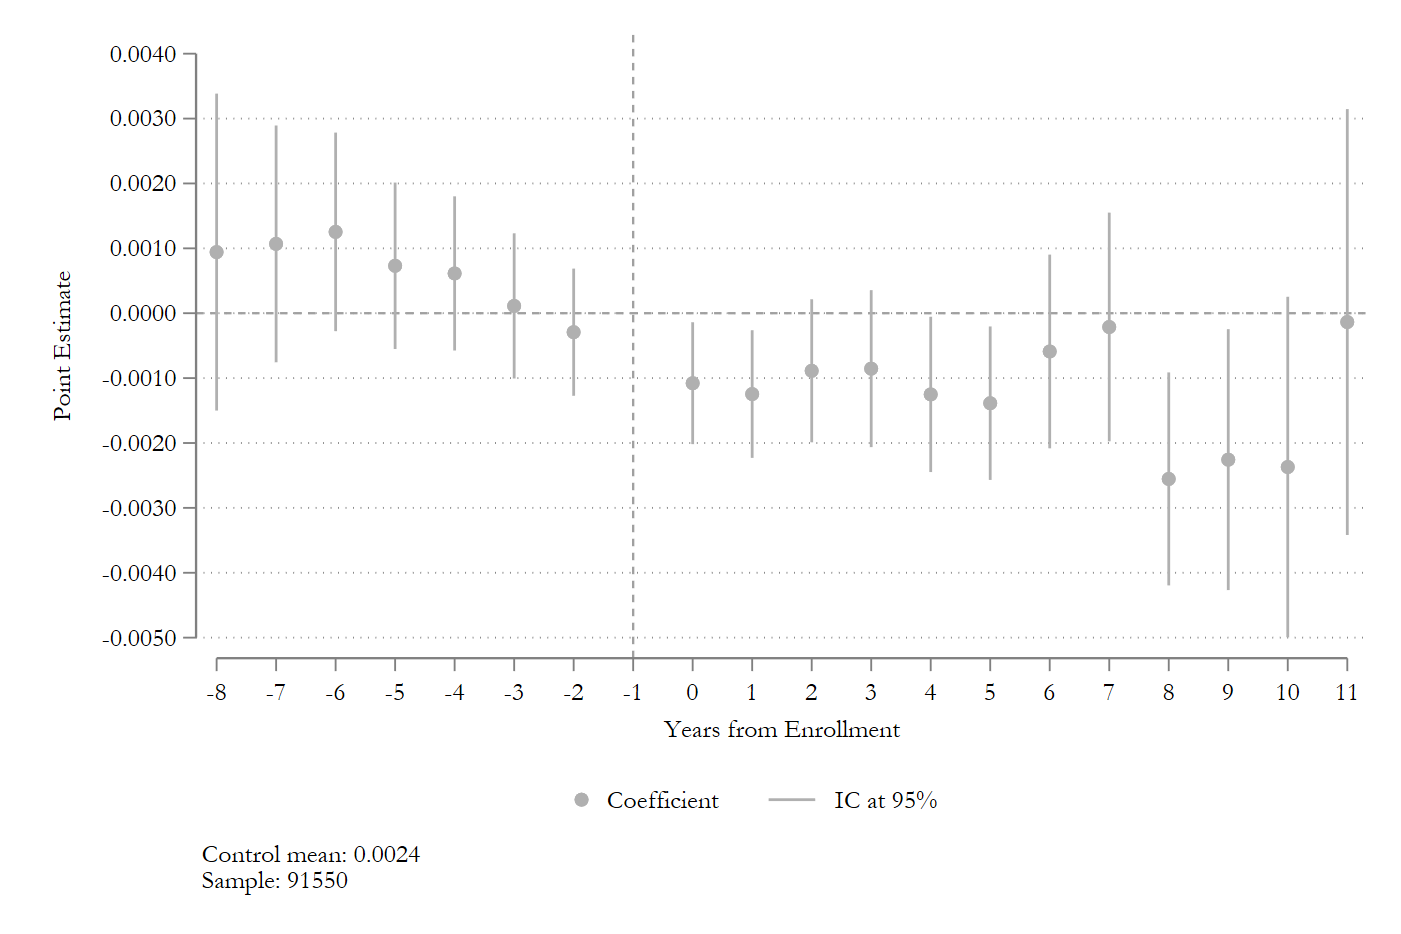 0.0040
0.0030
0.0020
0.0010
0.0000
-0.0010
-0.0020
-0.0030
-0.0040
-0.0050
Point Estimate
-8 -7 -6 -5 -4 -3 -2 -1 0 1 2 3 4 5 6 7 8 9 10 11
Years from Enrollment
Coefficient IC at 95%
Control mean: 0.0024
Sample: 91550